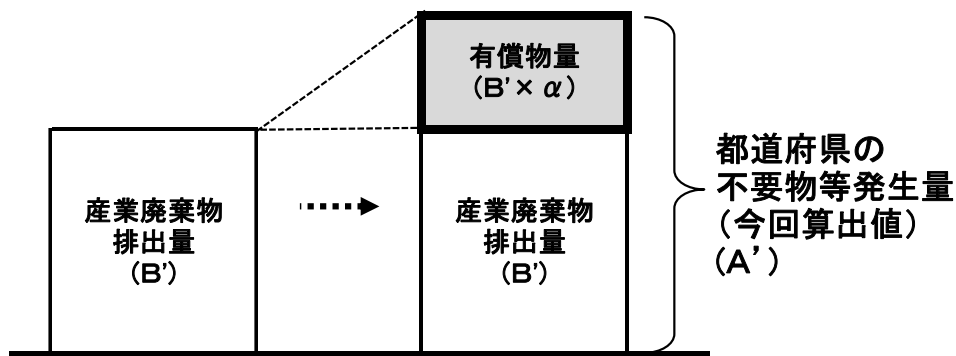 有償物量
（B'× α）
産業廃棄物
排出量
（B'）
産業廃棄物
排出量
（B'）
都道府県の
不要物等発生量
（今回算出値）
（A’）